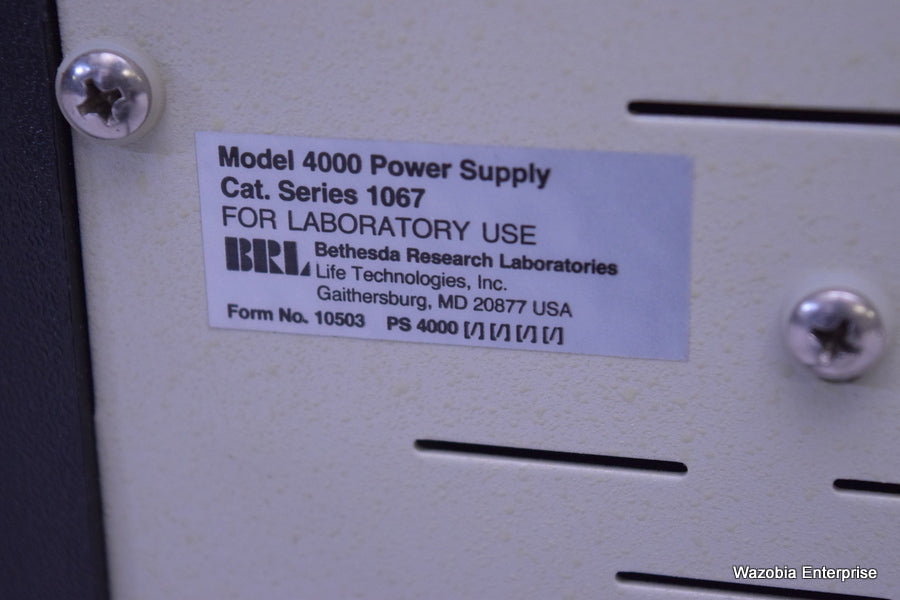 Model 4000 Power Supply
Cat. Series 1067
FOR LABORATORY USE
BRL Bethesda Research Laboratories
Life Technologies, Inc.
Gaithersburg, MD 20877 USA
Form No. 10503 PS 4000 [/] [/] [/] [/]
Wazobia Enterprise